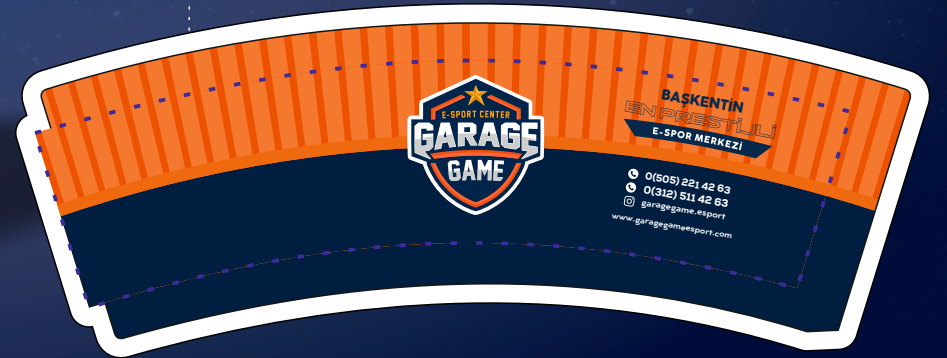 E-SPORT CENTER
GARAGE
GAME
BAŞKENTİN
EN PRESTİJLİ
E-SPOR MERKEZİ
0(505) 221 42 63
0(312) 511 42 63
garagegame.esport
www.garagegameesport.com